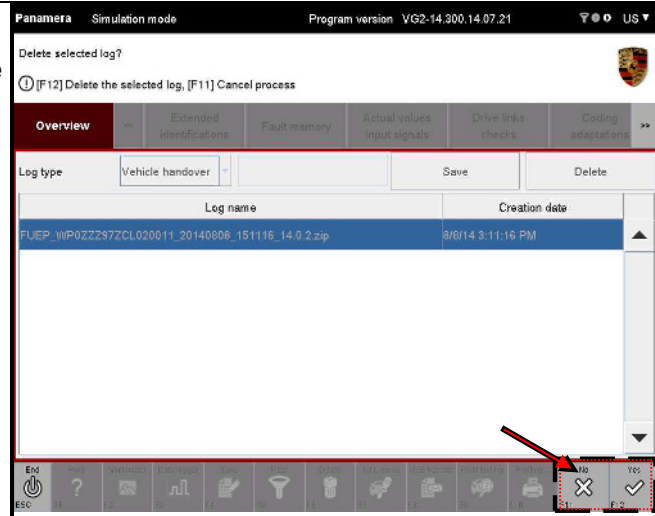 e
Panamera Simulation mode Program version VG2-14.300.14.07.21 US
Delete selected log?
[F12] Delete the selected log, [F11] Cancel process
Overview Extended identifications Fault memory Actual values input signals Drive links checks Coding adaptations >>
Log type Vehicle handover Save Delete
Log name Creation date
FUEP_WP0ZZZ97ZCL020011_20140808_151116_14.0.2.zip 8/8/14 3:11:16 PM
End Help No Yes
ESC